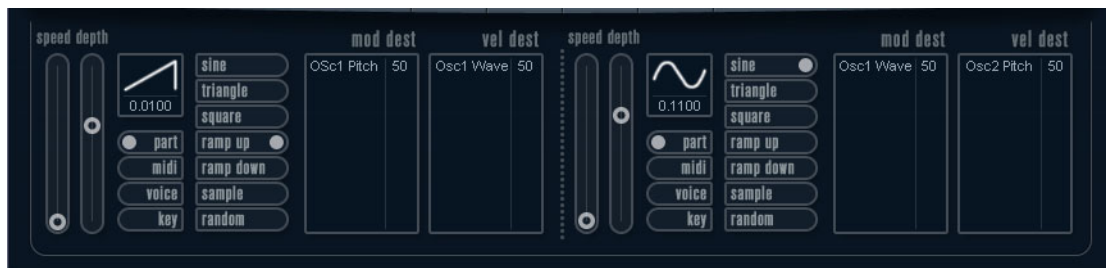 speed depth mod dest vel dest
sine
OSc1 Pitch 50
Osc1 Wave 50
triangle
0.0100
square
part
ramp up
midi
ramp down
voice
sample
key
random
speed depth mod dest vel dest
sine
Osc1 Wave 50
Osc2 Pitch 50
triangle
0.1100
square
part
ramp up
midi
ramp down
voice
sample
key
random